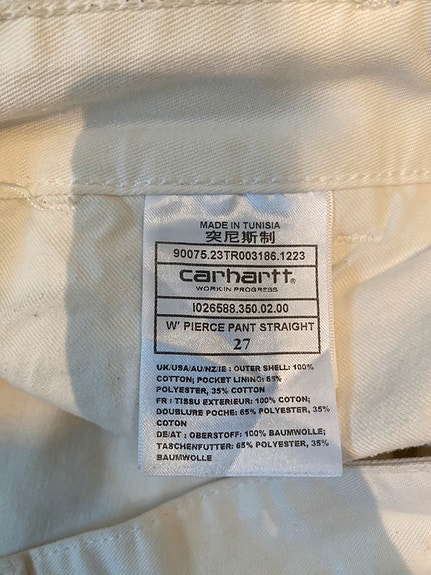 MADE IN TUNISIA
突尼斯制
90075.23TR003186.1223
carhartt®
WORK IN PROGRESS
I026588.350.02.00
W' PIERCE PANT STRAIGHT
27
UK/USA/AU/NZ/IE : OUTER SHELL: 100%
COTTON; POCKET LINING: 65%
POLYESTER, 35% COTTON
FR : TISSU EXTERIEUR: 100% COTON;
DOUBLURE POCHE: 65% POLYESTER, 35%
COTON
DE/AT : OBERSTOFF: 100% BAUMWOLLE;
TASCHENFUTTER: 65% POLYESTER, 35%
BAUMWOLLE